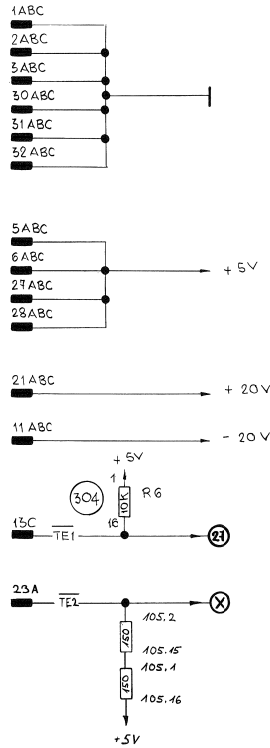 1ABC
2ABC
3ABC
30ABC
31ABC
32ABC
5ABC
6ABC
+5V
27ABC
28ABC
21ABC
+20V
11ABC
-20V
+5V
1
304
10K
R6
13C
TE1
16
27
23A
TE2
X
105.2
150
105.15
105.1
150
105.16
+5V